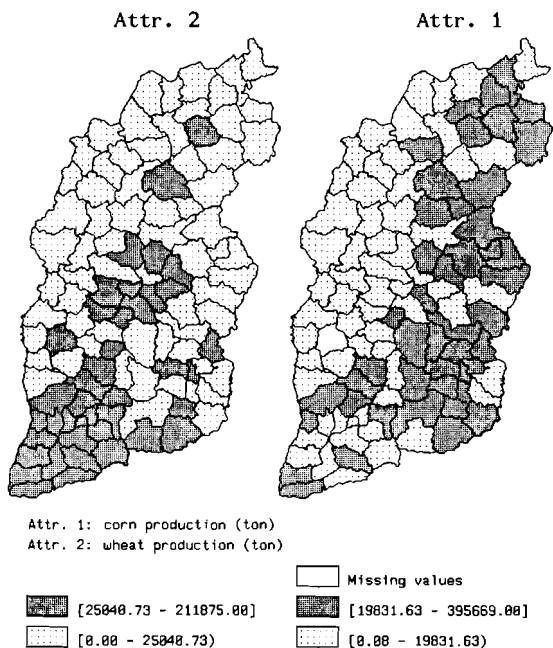 Attr. 2
Attr. 1
Attr. 1: corn production (ton)
Attr. 2: wheat production (ton)
Missing values
[25040.73 - 211875.00]
[19831.63 - 395669.00]
[0.00 - 25040.73)
[0.08 - 19831.63)